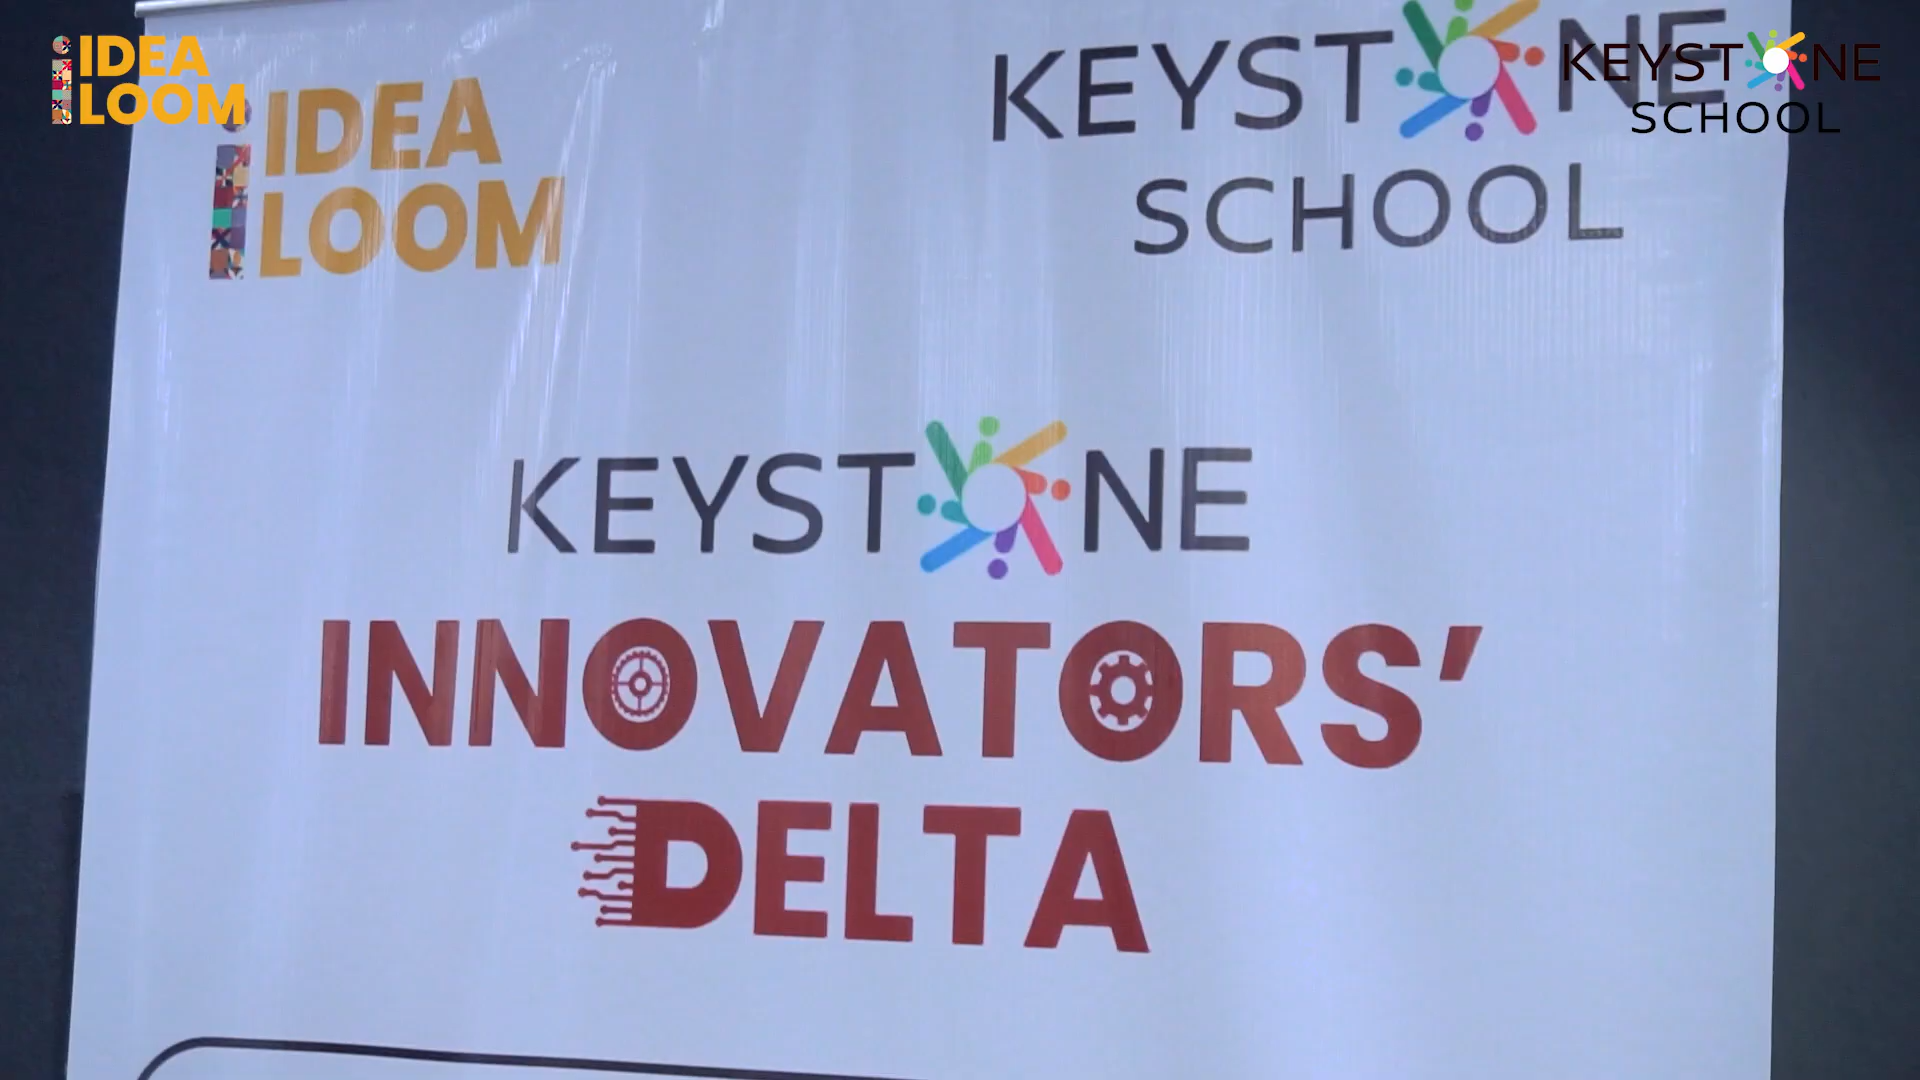 IDEA
LOOM
KEYSTONE
SCHOOL
IDEA
LOOM
KEYSTONE
SCHOOL
KEYSTONE
INNOVATORS’
DELTA